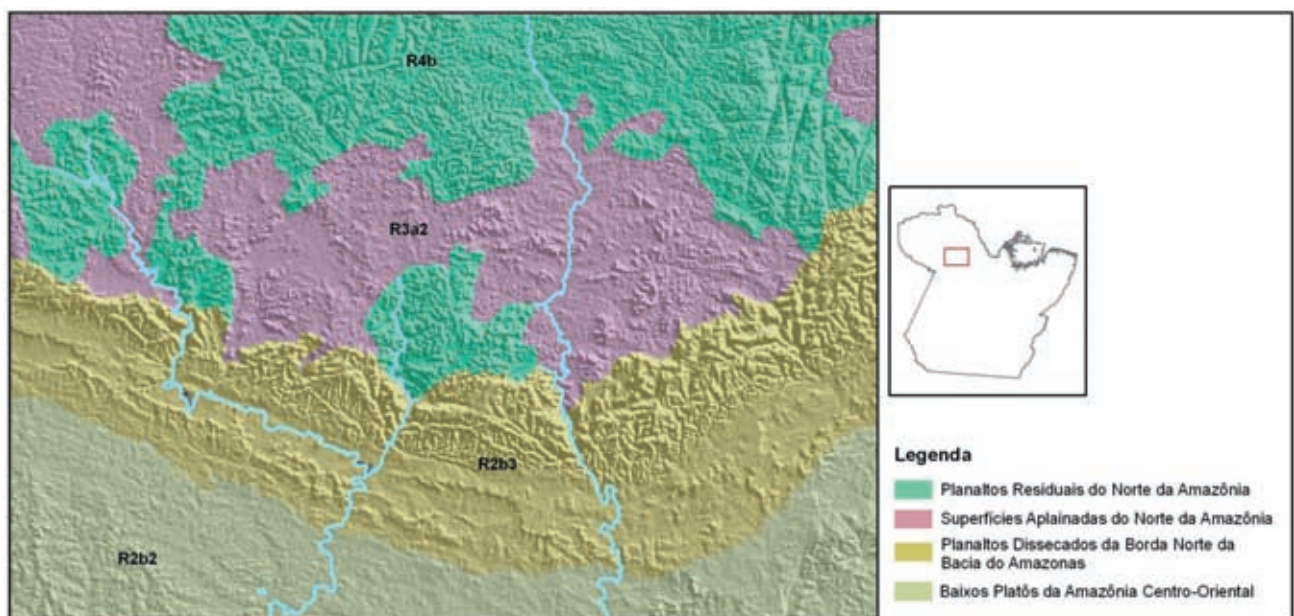 R4b
R3a2
R2b3
R2b2
Legenda
Planaltos Residuais do Norte da Amazônia
Superfícies Aplainadas do Norte da Amazônia
Planaltos Dissecados da Borda Norte da
Bacia do Amazonas
Baixos Platôs da Amazônia Centro-Oriental